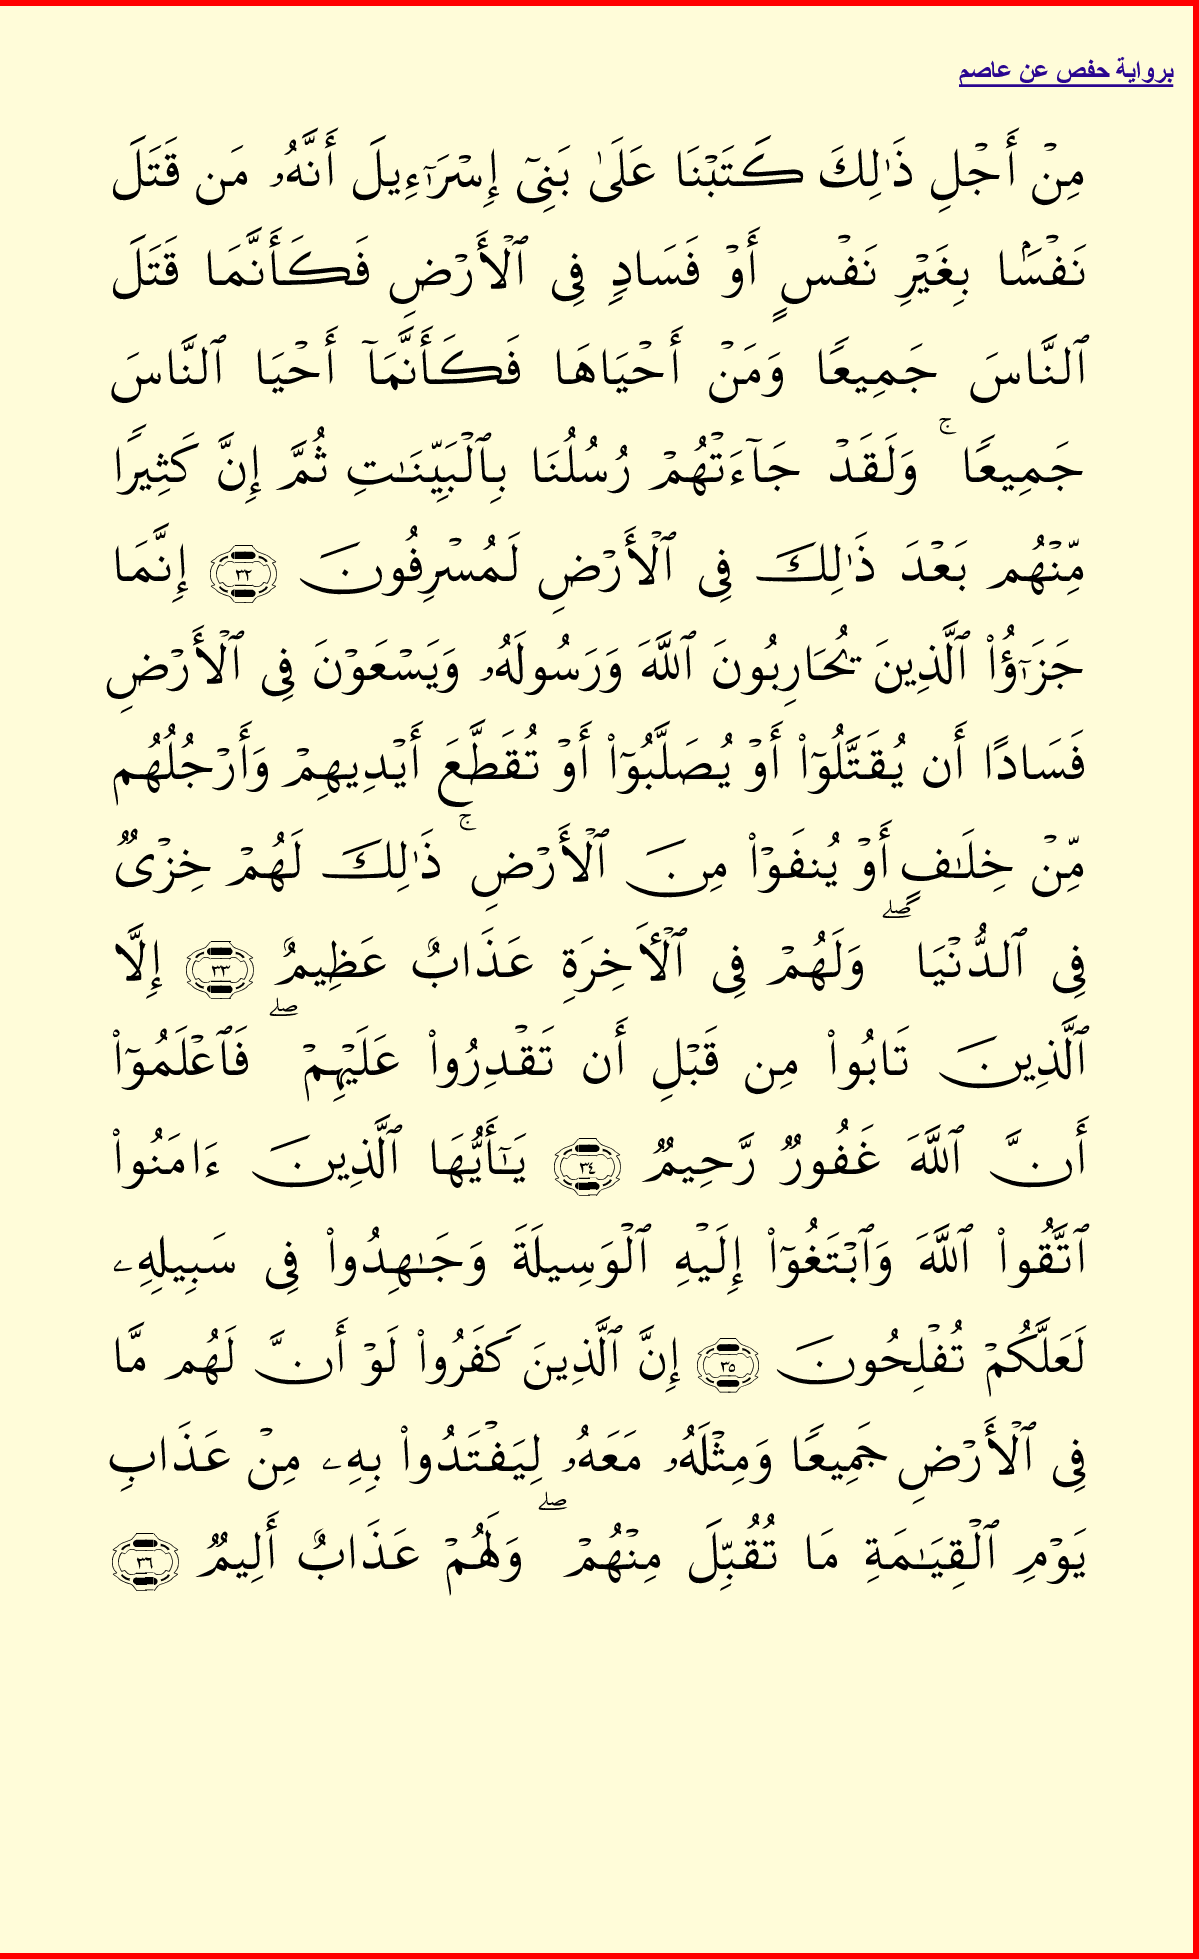 برواية حفص عن عاصم
مِنْ أَجْلِ ذَٰلِكَ كَتَبْنَا عَلَىٰ بَنِىٓ إِسْرَٰٓءِيلَ أَنَّهُۥ مَن قَتَلَ
نَفْسًۢا بِغَيْرِ نَفْسٍ أَوْ فَسَادٍ فِى ٱلْأَرْضِ فَكَأَنَّمَا قَتَلَ
ٱلنَّاسَ جَمِيعًا وَمَنْ أَحْيَاهَا فَكَأَنَّمَآ أَحْيَا ٱلنَّاسَ
جَمِيعًا ۚ وَلَقَدْ جَآءَتْهُمْ رُسُلُنَا بِٱلْبَيِّنَـٰتِ ثُمَّ إِنَّ كَثِيرًا
مِّنْهُم بَعْدَ ذَٰلِكَ فِى ٱلْأَرْضِ لَمُسْرِفُونَ ٣٢ إِنَّمَا
جَزَٰٓؤُا۟ ٱلَّذِينَ يُحَارِبُونَ ٱللَّهَ وَرَسُولَهُۥ وَيَسْعَوْنَ فِى ٱلْأَرْضِ
فَسَادًا أَن يُقَتَّلُوٓا۟ أَوْ يُصَلَّبُوٓا۟ أَوْ تُقَطَّعَ أَيْدِيهِمْ وَأَرْجُلُهُم
مِّنْ خِلَـٰفٍ أَوْ يُنفَوْا۟ مِنَ ٱلْأَرْضِ ۚ ذَٰلِكَ لَهُمْ خِزْىٌ
فِى ٱلدُّنْيَا ۖ وَلَهُمْ فِى ٱلْـَٔاخِرَةِ عَذَابٌ عَظِيمٌ ٣٣ إِلَّا
ٱلَّذِينَ تَابُوا۟ مِن قَبْلِ أَن تَقْدِرُوا۟ عَلَيْهِمْ ۖ فَٱعْلَمُوٓا۟
أَنَّ ٱللَّهَ غَفُورٌ رَّحِيمٌ ٣٤ يَـٰٓأَيُّهَا ٱلَّذِينَ ءَامَنُوا۟
ٱتَّقُوا۟ ٱللَّهَ وَٱبْتَغُوٓا۟ إِلَيْهِ ٱلْوَسِيلَةَ وَجَـٰهِدُوا۟ فِى سَبِيلِهِۦ
لَعَلَّكُمْ تُفْلِحُونَ ٣٥ إِنَّ ٱلَّذِينَ كَفَرُوا۟ لَوْ أَنَّ لَهُم مَّا
فِى ٱلْأَرْضِ جَمِيعًا وَمِثْلَهُۥ مَعَهُۥ لِيَفْتَدُوا۟ بِهِۦ مِنْ عَذَابِ
يَوْمِ ٱلْقِيَـٰمَةِ مَا تُقُبِّلَ مِنْهُمْ ۖ وَلَهُمْ عَذَابٌ أَلِيمٌ ٣٦